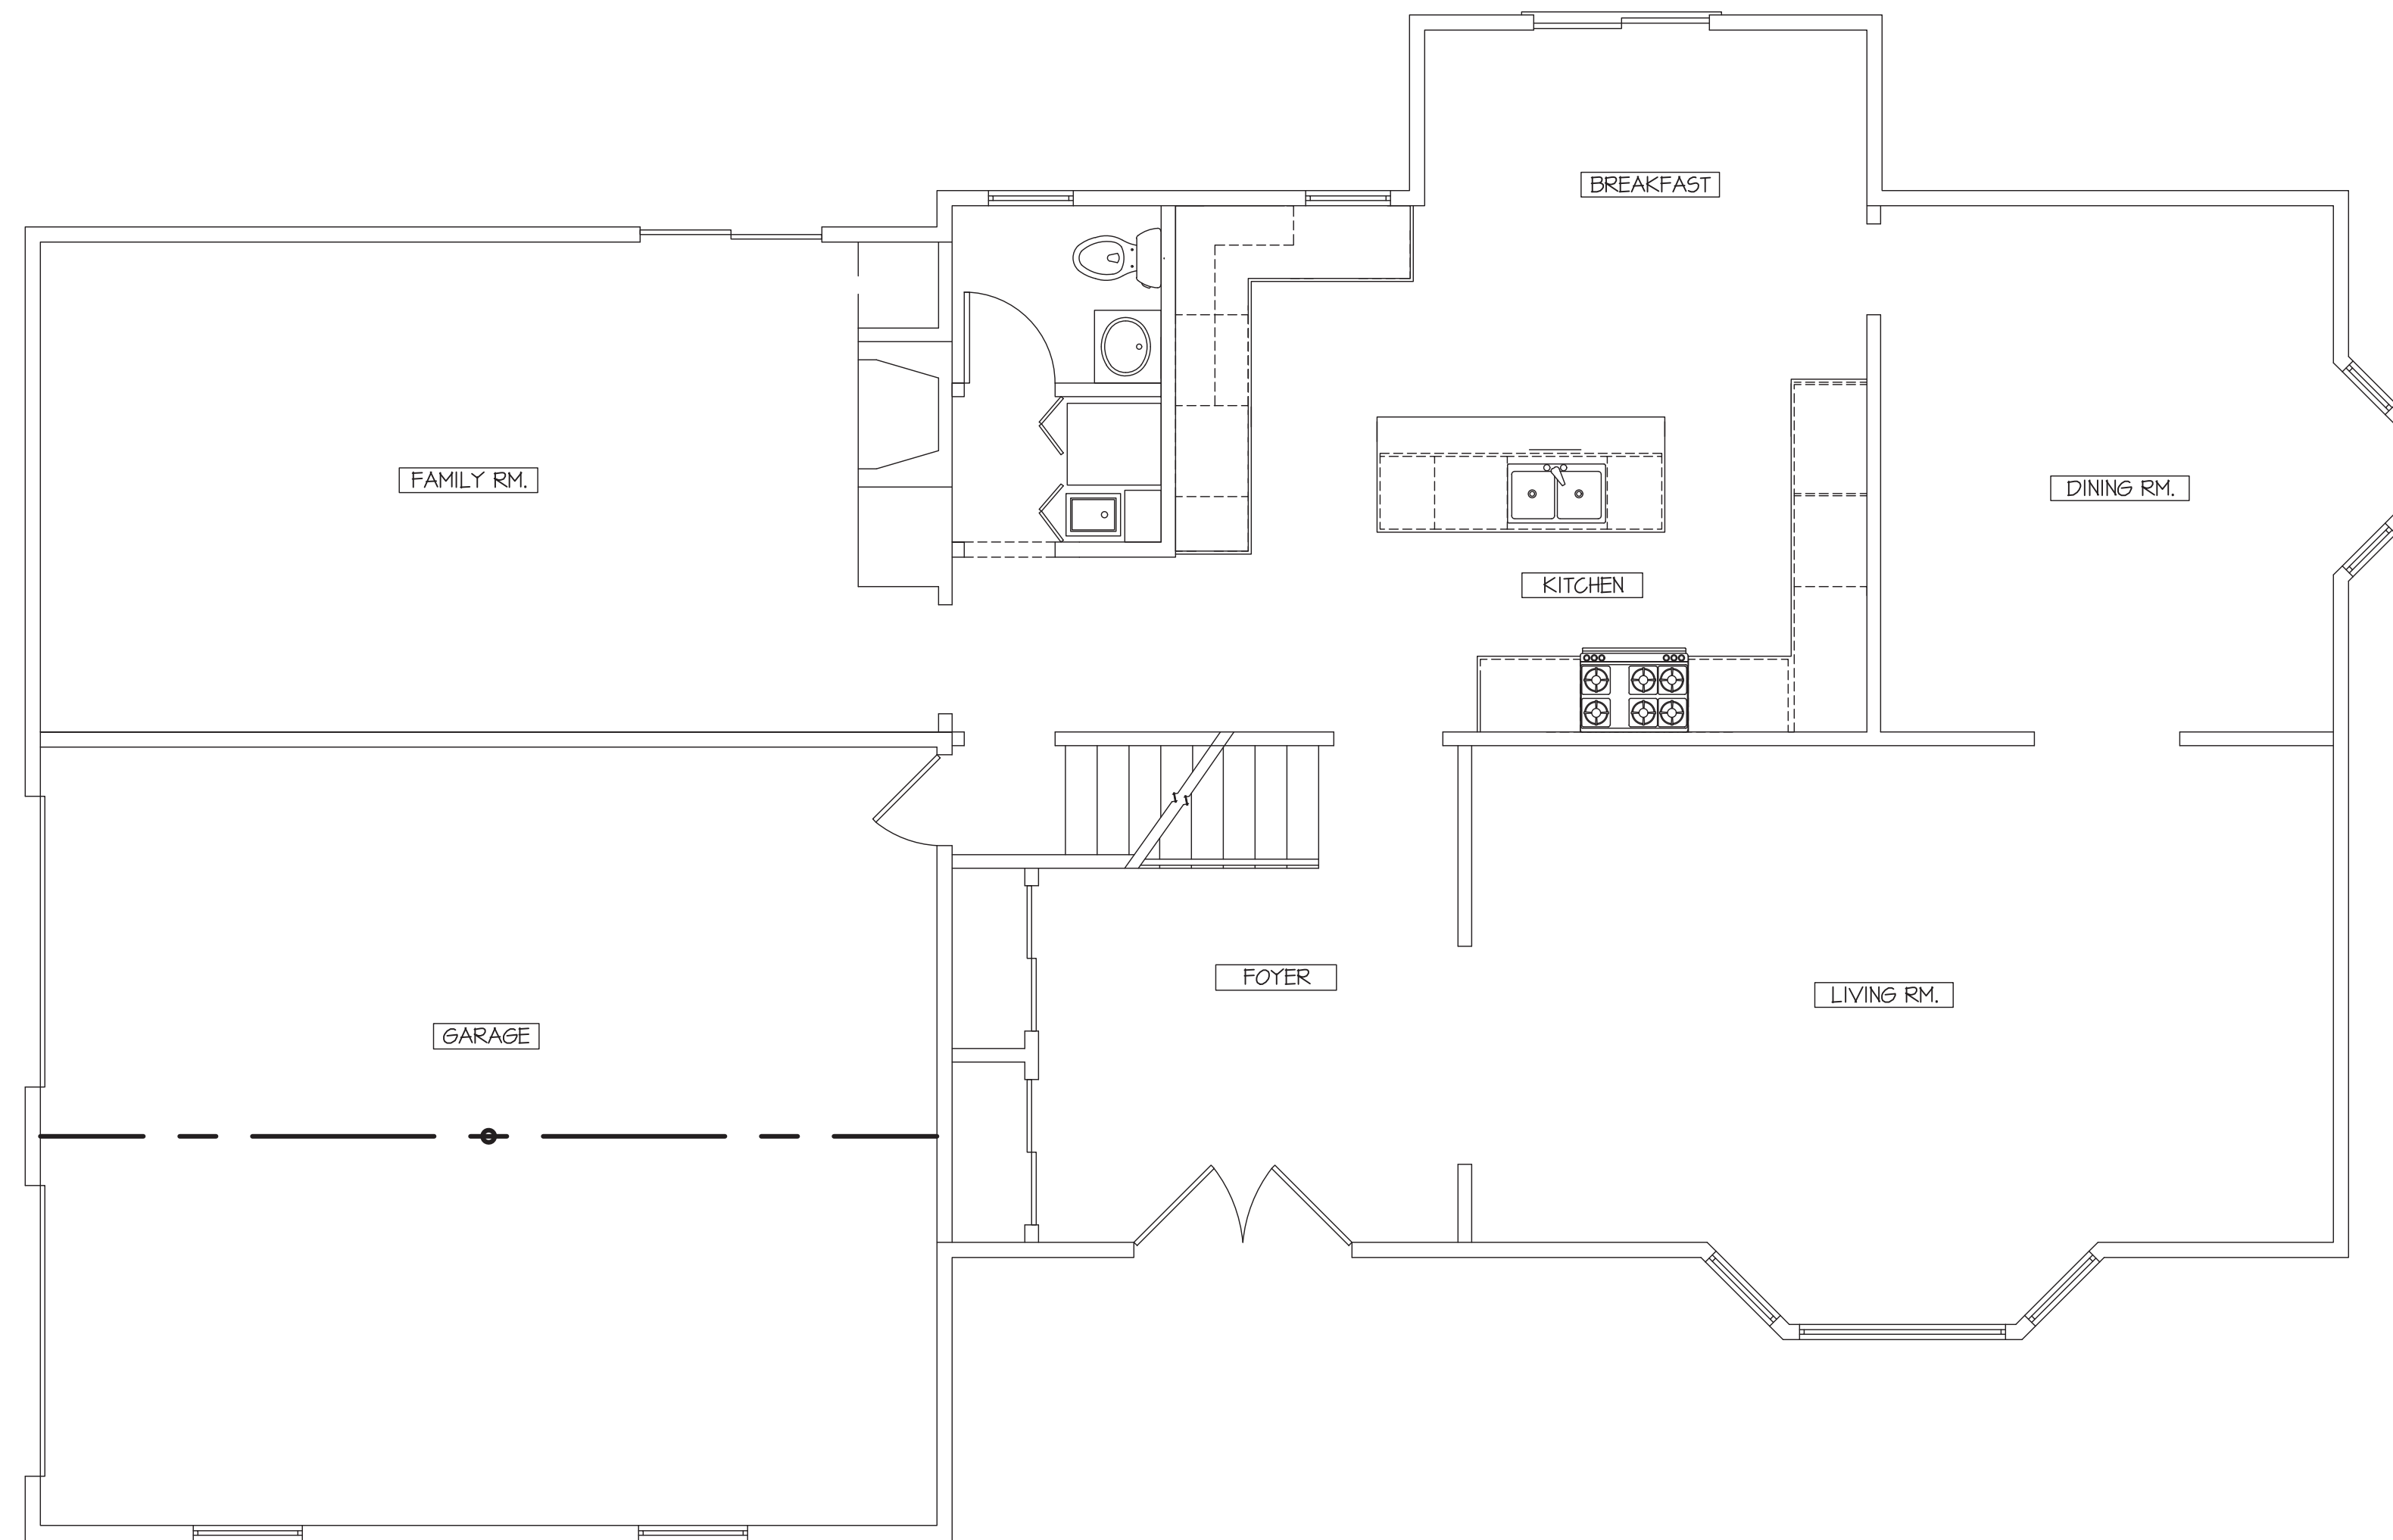 BREAKFAST
FAMILY RM.
DINING RM.
KITCHEN
FOYER
LIVING RM.
GARAGE